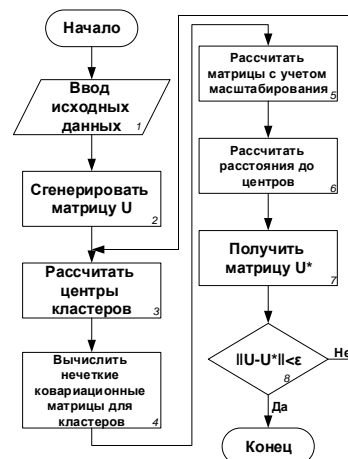 Начало
Ввод
исходных
данных
1
Сгенерировать
матрицу U
2
Рассчитать
центры
кластеров
3
Вычислить
нечеткие
ковариационные
матрицы для
кластеров
4
Рассчитать
матрицы с учетом
масштабирования
5
Рассчитать
расстояния до
центров
6
Получить
матрицу U*
7
||U-U*||<ε
8
Не
Да
Конец